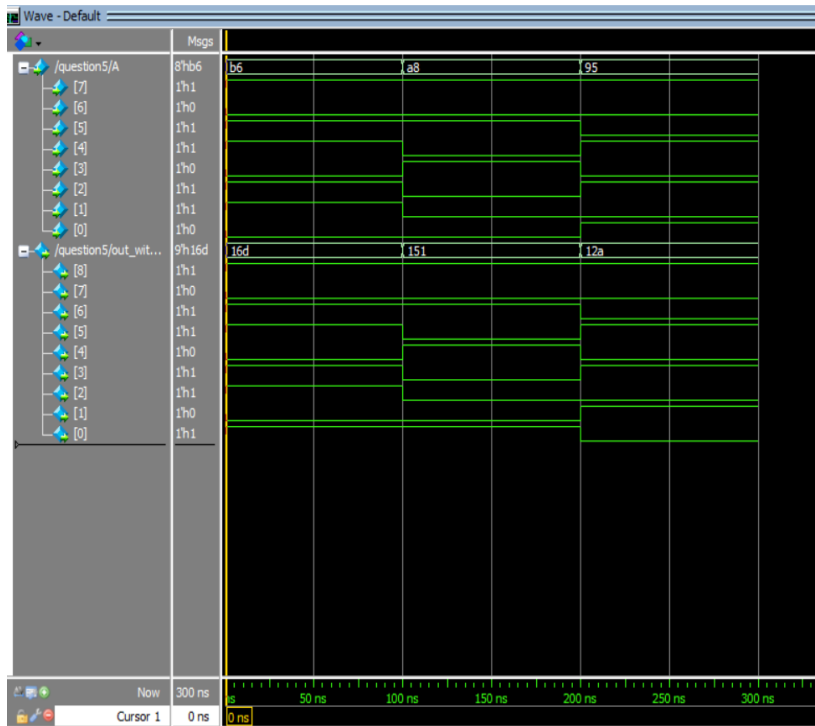 Wave - Default
Msgs
/question5/A 8'hb6 b6 a8 95
[7] 1'h1
[6] 1'h0
[5] 1'h1
[4] 1'h1
[3] 1'h0
[2] 1'h1
[1] 1'h1
[0] 1'h0
/question5/out_wit... 9'h16d 16d 151 12a
[8] 1'h1
[7] 1'h0
[6] 1'h1
[5] 1'h1
[4] 1'h0
[3] 1'h1
[2] 1'h1
[1] 1'h0
[0] 1'h1
Now 300 ns ns 50 ns 100 ns 150 ns 200 ns 250 ns 300 ns
Cursor 1 0 ns 0 ns